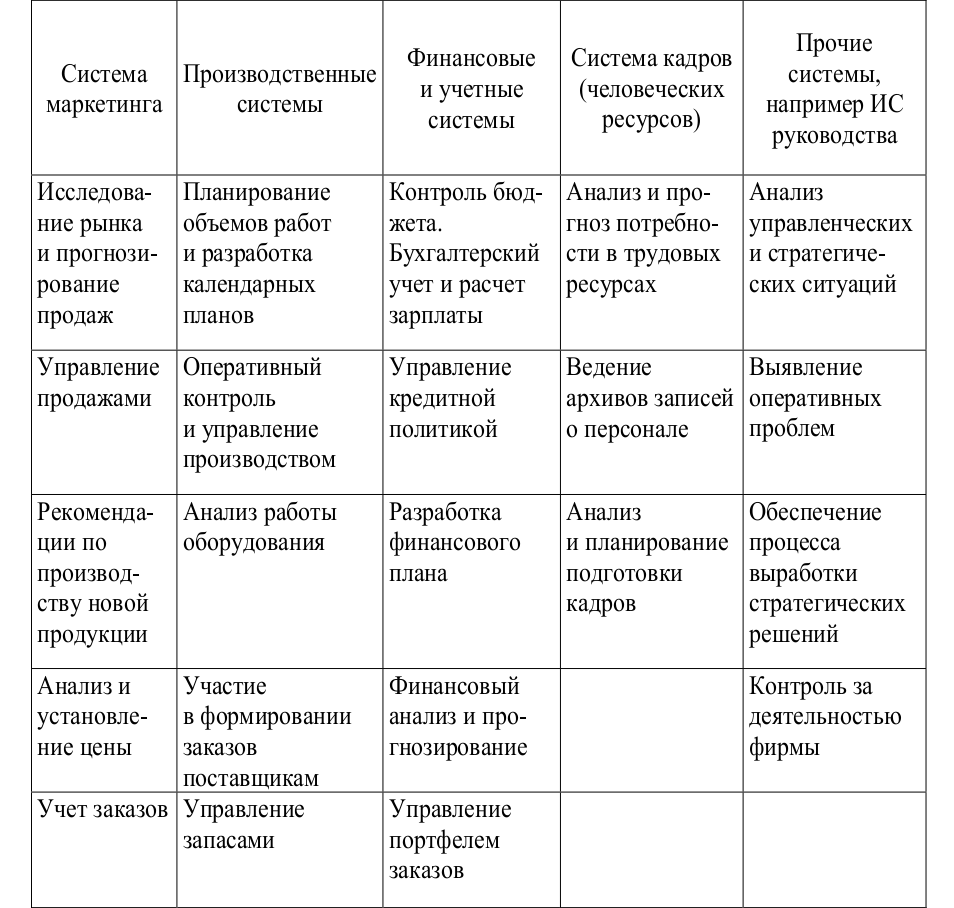 Система
маркетинга
Производственные
системы
Финансовые
и учетные
системы
Система кадров
(человеческих
ресурсов)
Прочие
системы,
например ИС
руководства
Исследова-
ние рынка
и прогнози-
рование
продаж
Планирование
объемов работ
и разработка
календарных
планов
Контроль бюд-
жета.
Бухгалтерский
учет и расчет
зарплаты
Анализ и про-
гноз потребно-
сти в трудовых
ресурсах
Анализ
управленческих
и стратегиче-
ских ситуаций
Управление
продажами
Оперативный
контроль
и управление
производством
Управление
кредитной
политикой
Ведение
архивов записей
о персонале
Выявление
оперативных
проблем
Рекоменда-
ции по
производ-
ству новой
продукции
Анализ работы
оборудования
Разработка
финансового
плана
Анализ
и планирование
подготовки
кадров
Обеспечение
процесса
выработки
стратегических
решений
Анализ и
установле-
ние цены
Участие
в формировании
заказов
поставщикам
Финансовый
анализ и про-
гнозирование
Контроль за
деятельностью
фирмы
Учет заказов
Управление
запасами
Управление
портфелем
заказов